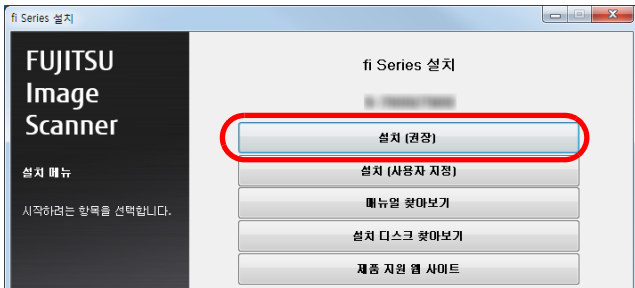 fi Series 설치
FUJITSU
Image
Scanner
설치 메뉴
시작하려는 항목을 선택합니다.
fi Series 설치
설치 (권장)
설치 (사용자 지정)
매뉴얼 찾아보기
설치 디스크 찾아보기
제품 지원 웹 사이트